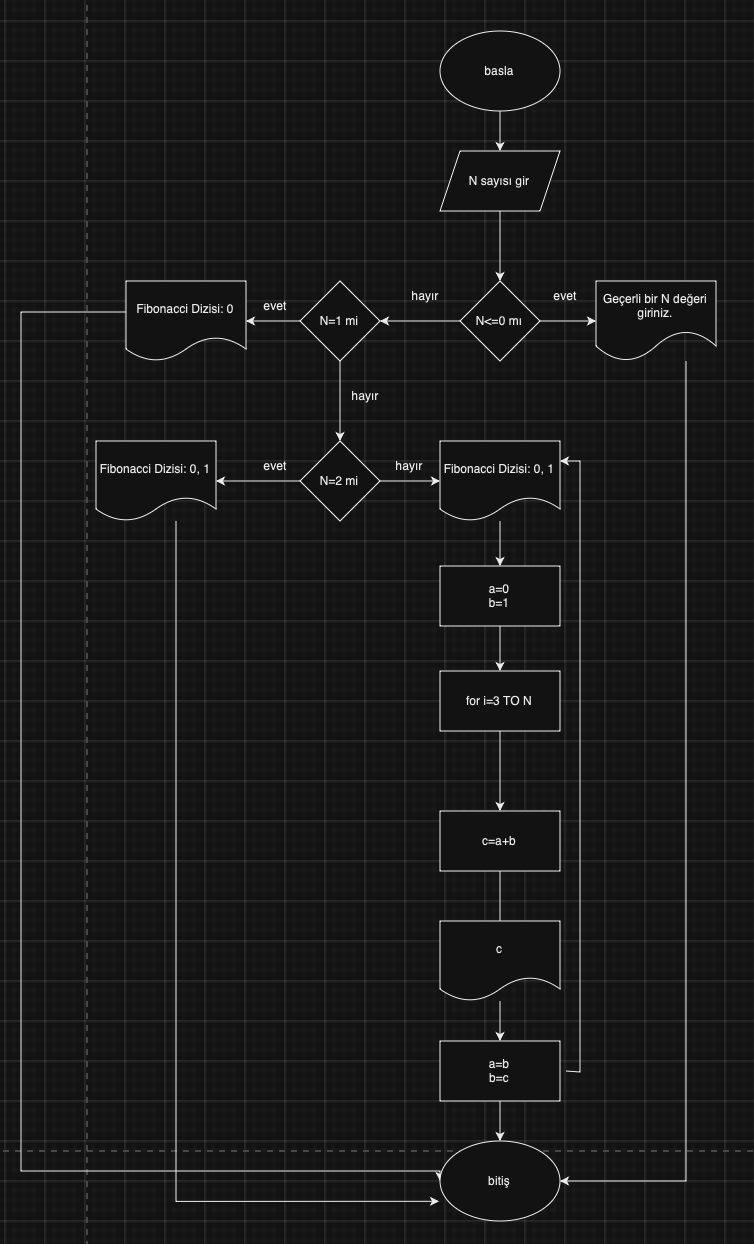 basla
N sayısı gir
hayır
evet
evet
Fibonacci Dizisi: 0
N=1 mi
N<=0 mı
Geçerli bir N değeri
giriniz.
hayır
Fibonacci Dizisi: 0, 1
evet
N=2 mi
hayır
Fibonacci Dizisi: 0, 1
a=0
b=1
for i=3 TO N
c=a+b
c
a=b
b=c
bitiş